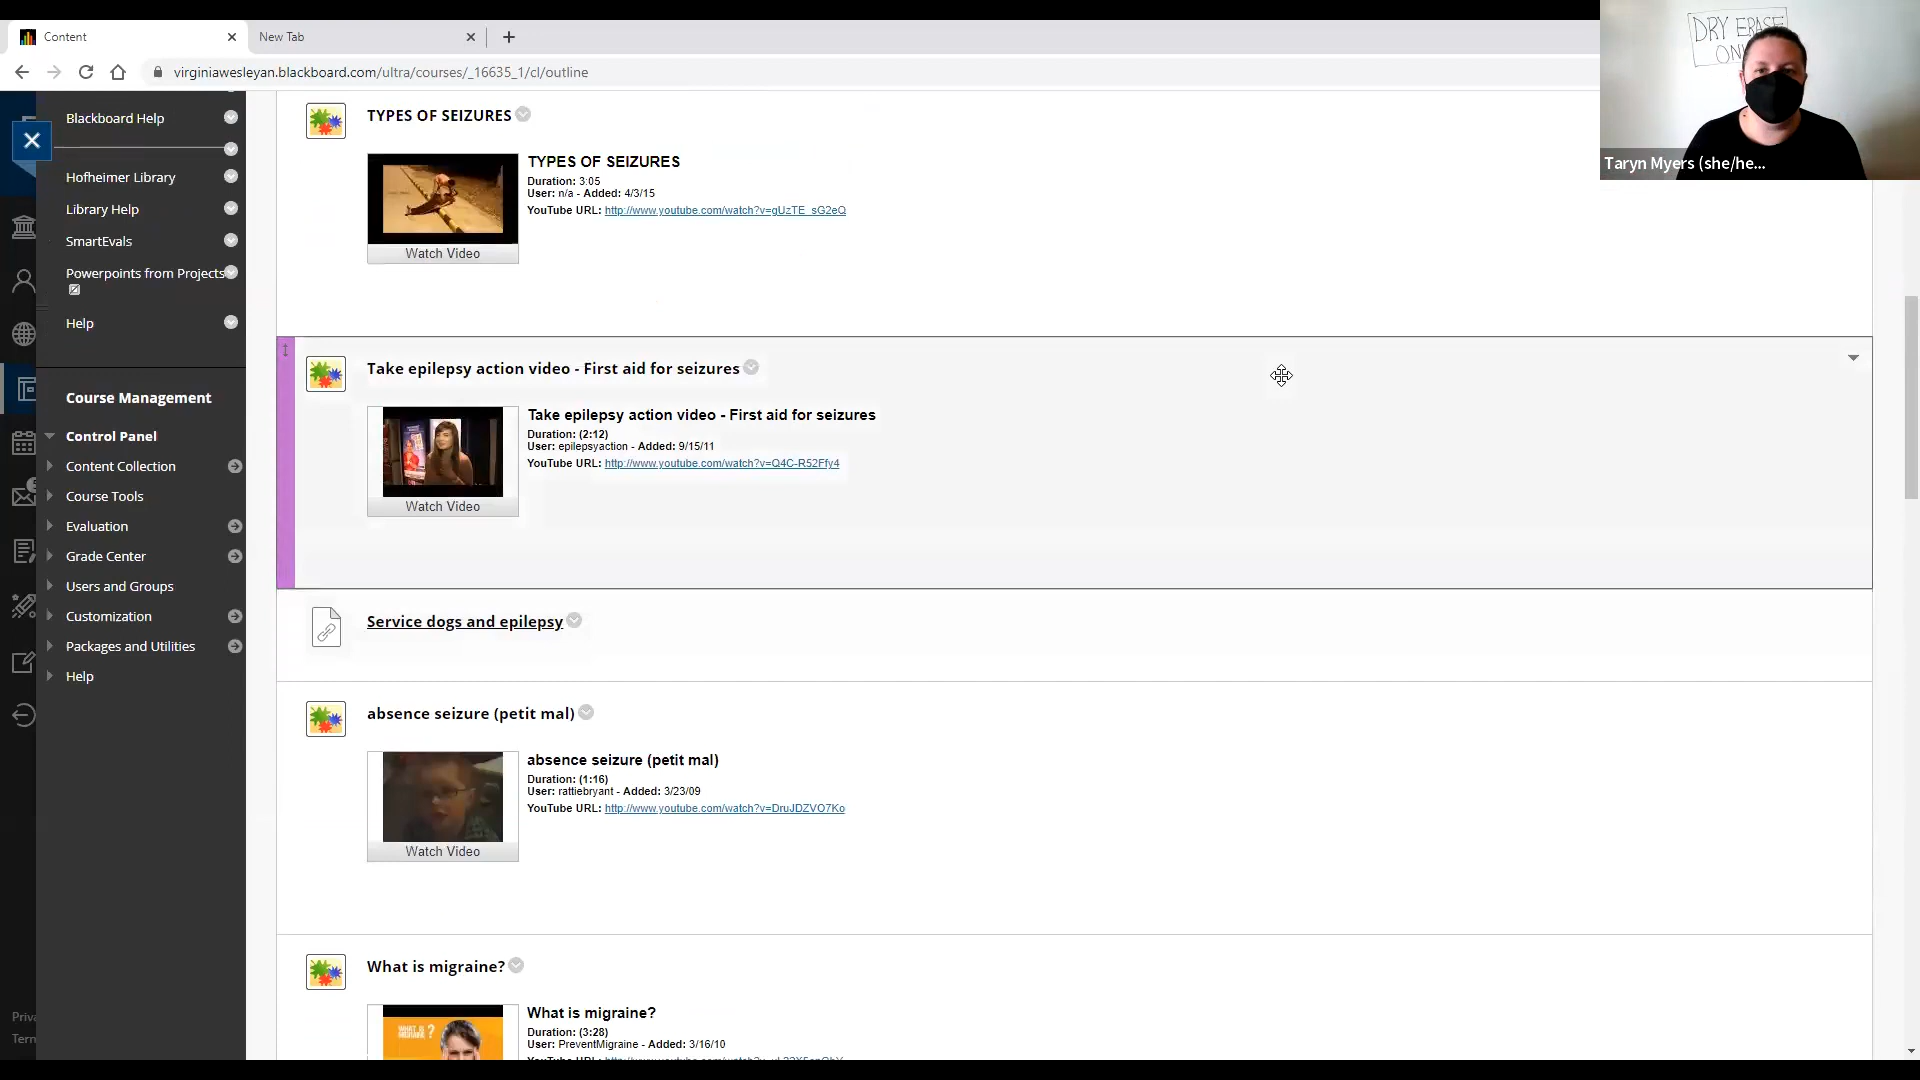 Content
New Tab
virginiawesleyan.blackboard.com/ultra/courses/_16635_1/cl/outline
DRY ERASE
Taryn Myers (she/he...
Blackboard Help
Hofheimer Library
Library Help
SmartEvals
Powerpoints from Projects
Help
Course Management
Control Panel
Content Collection
Course Tools
Evaluation
Grade Center
Users and Groups
Customization
Packages and Utilities
Help
TYPES OF SEIZURES
TYPES OF SEIZURES
Duration: 3:05
User: n/a - Added: 4/3/15
YouTube URL: http://www.youtube.com/watch?v=gUzTE_sG2eQ
Watch Video
Take epilepsy action video - First aid for seizures
Take epilepsy action video - First aid for seizures
Duration: (2:12)
User: epilepsyaction - Added: 9/15/11
YouTube URL: http://www.youtube.com/watch?v=Q4C-R52Ffy4
Watch Video
Service dogs and epilepsy
absence seizure (petit mal)
absence seizure (petit mal)
Duration: (1:16)
User: rattiebryant - Added: 3/23/09
YouTube URL: http://www.youtube.com/watch?v=DruJDZVO7Ko
Watch Video
What is migraine?
What is migraine?
Duration: (3:28)
User: PreventMigraine - Added: 3/16/10
WHAT IS
MIGRAINE ?